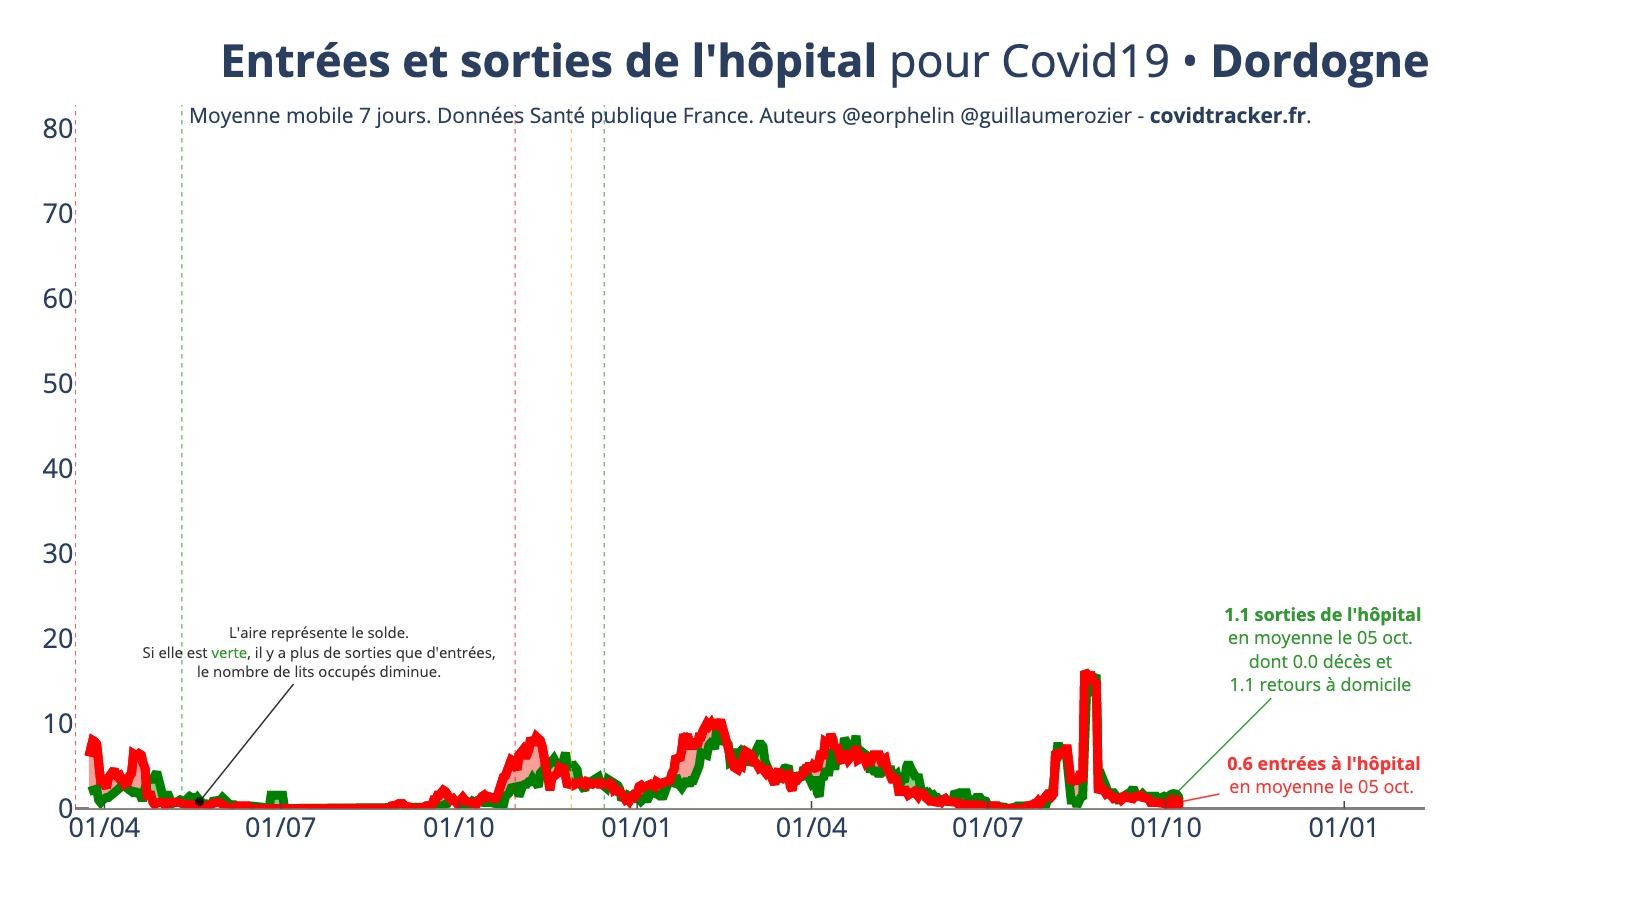 Entrées et sorties de l'hôpital pour Covid19 • Dordogne
Moyenne mobile 7 jours. Données Santé publique France. Auteurs @eorphelin @guillaumerozier - covidtracker.fr.
80
70
60
50
40
30
20
10
0
L'aire représente le solde.
Si elle est verte, il y a plus de sorties que d'entrées,
le nombre de lits occupés diminue.
1.1 sorties de l'hôpital
en moyenne le 05 oct.
dont 0.0 décès et
1.1 retours à domicile
0.6 entrées à l'hôpital
en moyenne le 05 oct.
01/04 01/07 01/10 01/01 01/04 01/07 01/10 01/01